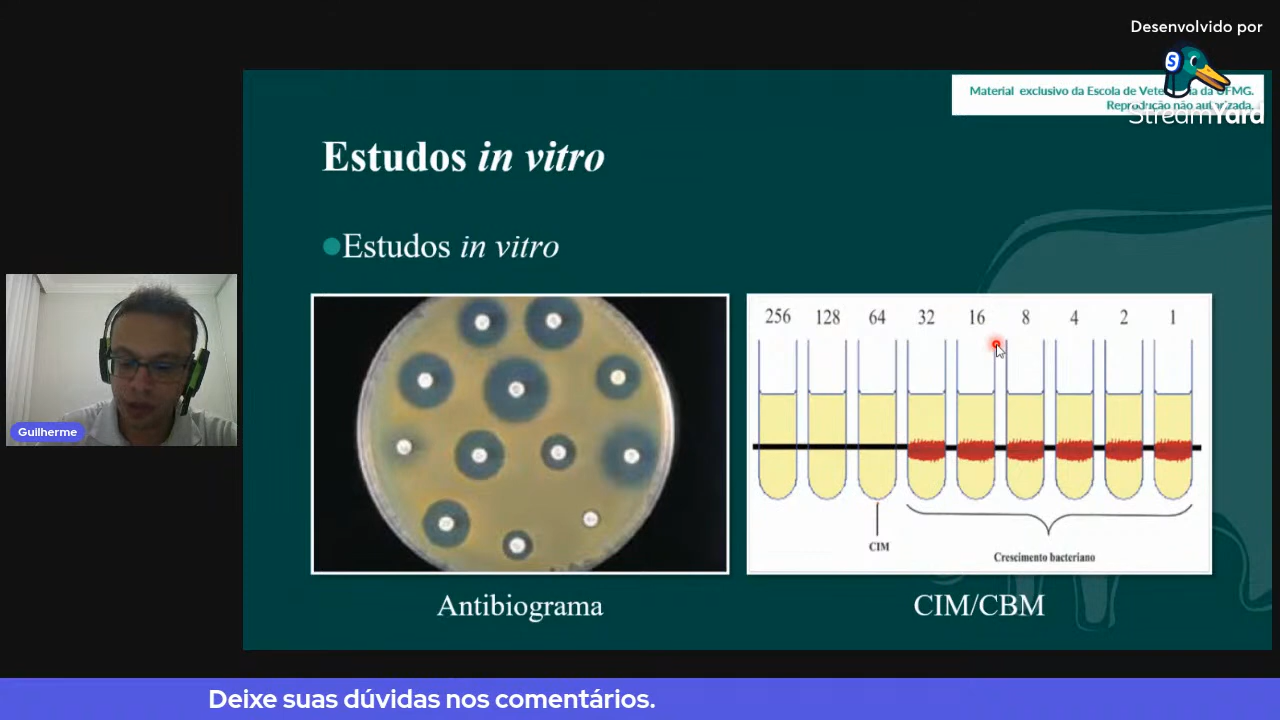 Desenvolvido por
StreamYard
Material exclusivo da Escola de Veterinária da UFMG.
Reprodução não autorizada.
Estudos in vitro
Estudos in vitro
256 128 64 32 16 8 4 2 1
CIM
Crescimento bacteriano
Antibiograma
CIM/CBM
Guilherme
Deixe suas dúvidas nos comentários.